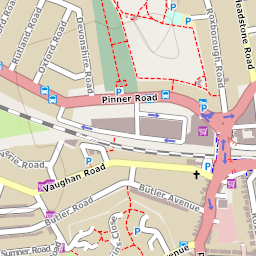 Rutland Road
Oxford Road
Devonshire Road
Roxborough Road
Headstone Road
Pinner Road
Vaughan Road
Butler Road
Butler Avenue
Sumner Road